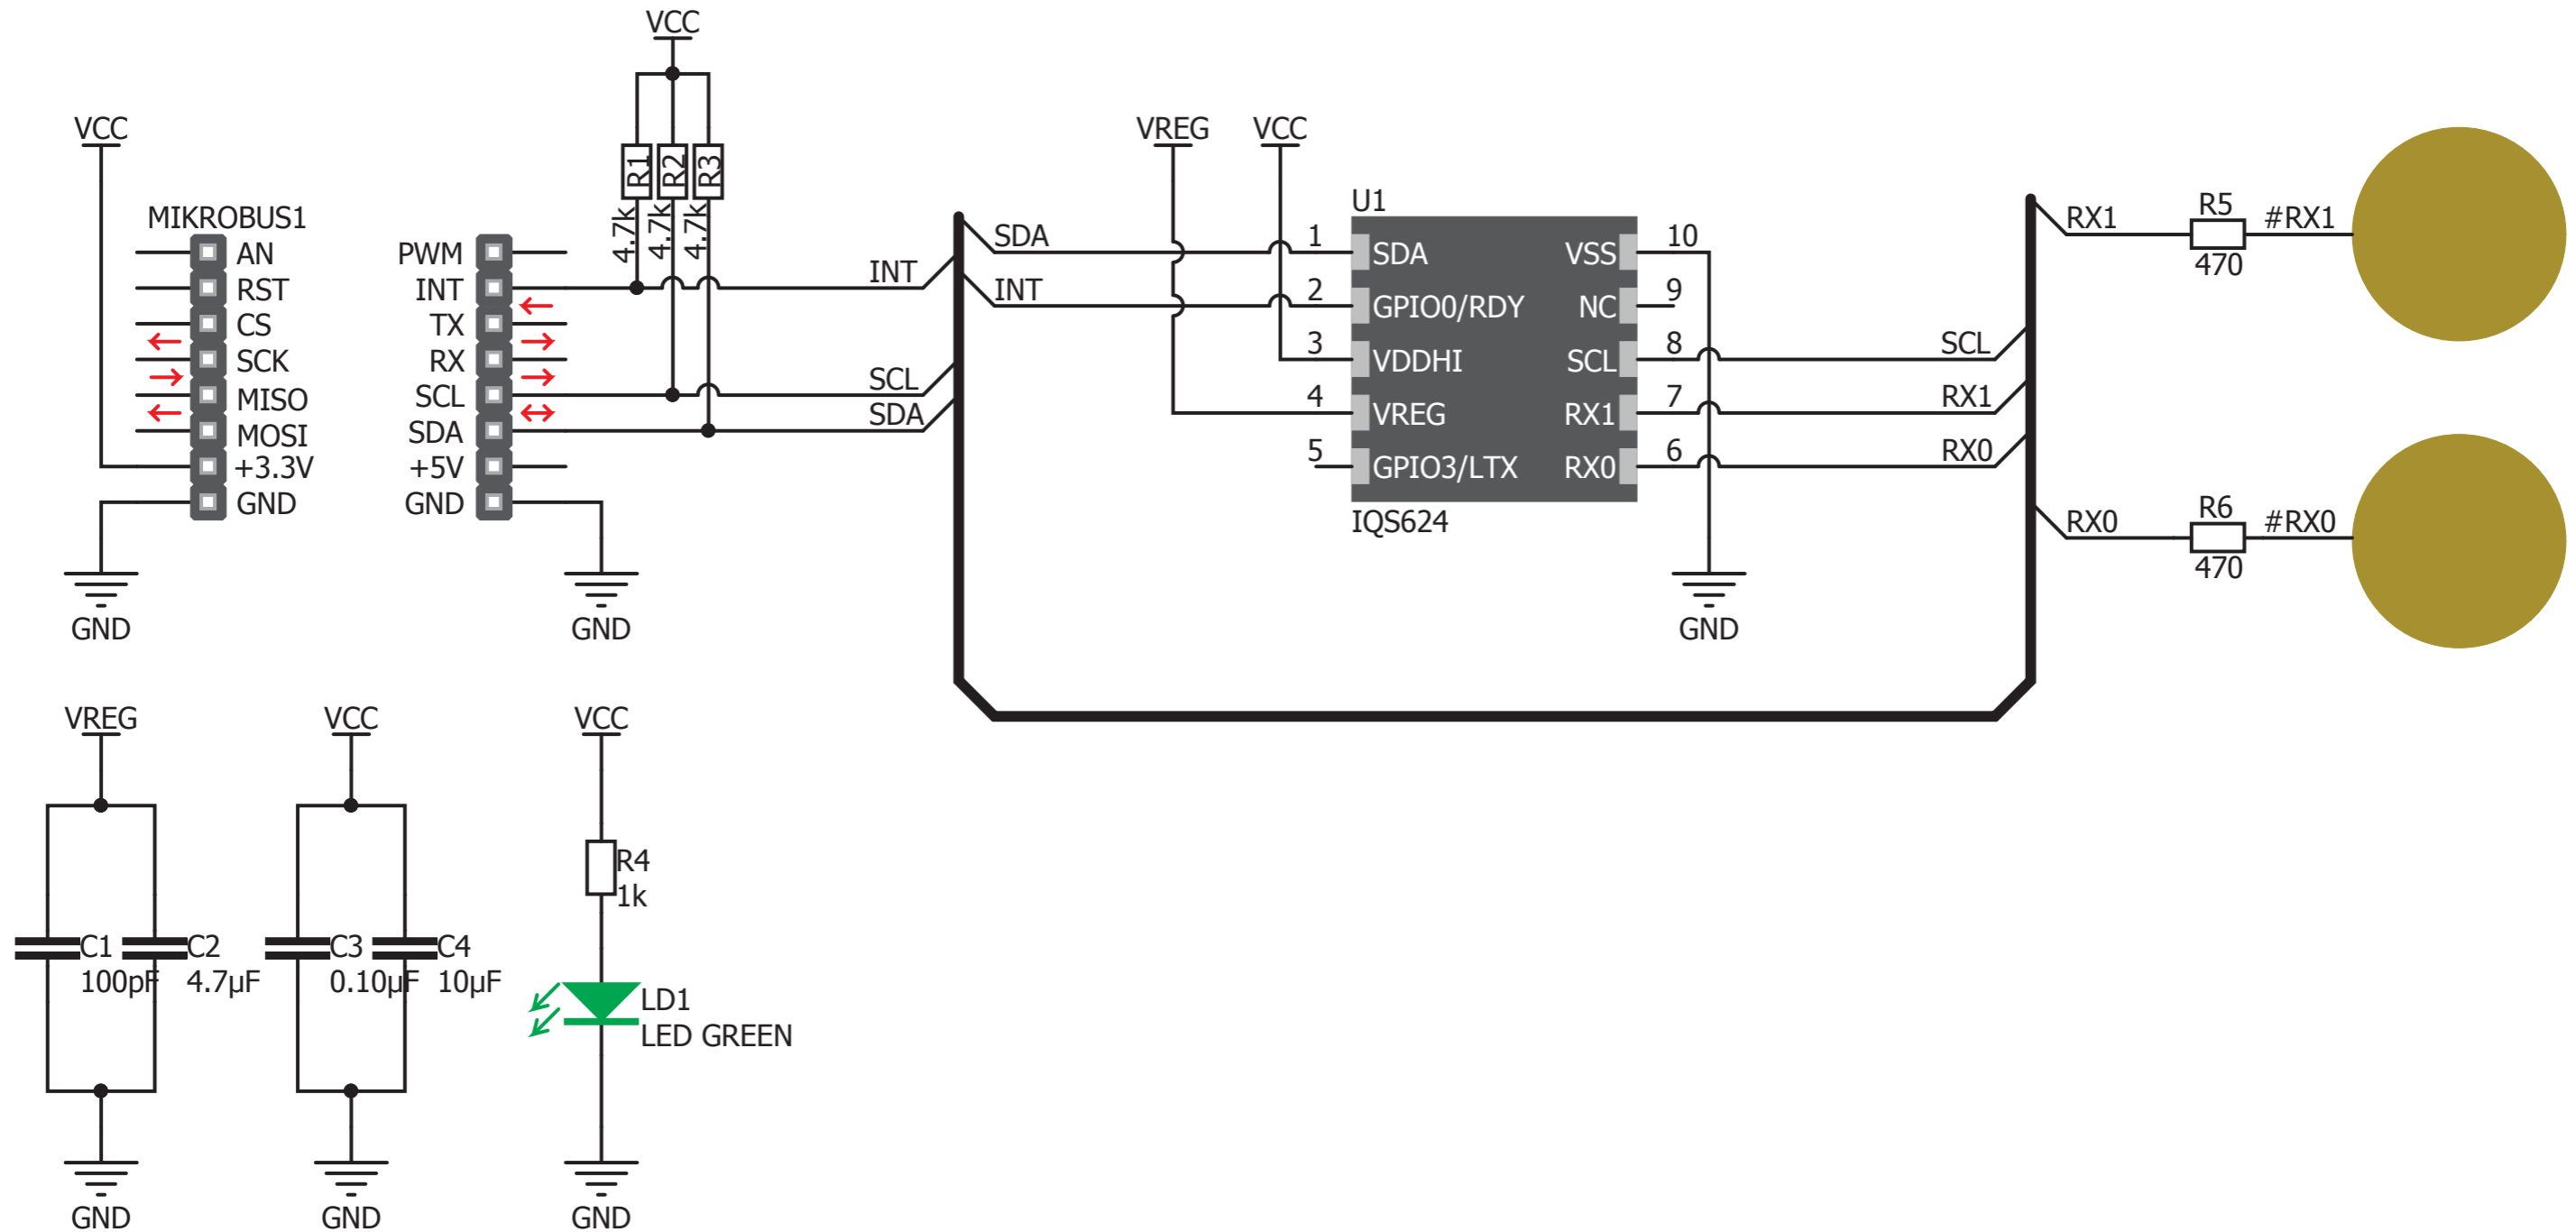 VCC
VCC
MIKROBUS1
AN
RST
CS
SCK
MISO
MOSI
+3.3V
GND
GND
PWM
INT
TX
RX
SCL
SDA
+5V
GND
GND
R1
R2
R3
4.7k
4.7k
4.7k
INT
SCL
SDA
SDA
INT
VREG
VCC
U1
1
2
3
4
5
SDA
GPIO0/RDY
VDDHI
VREG
GPIO3/LTX
VSS
NC
SCL
RX1
RX0
10
9
8
7
6
IQS624
GND
SCL
RX1
RX0
RX1
R5
#RX1
470
RX0
R6
#RX0
470
VREG
C1
100pF
C2
4.7µF
GND
VCC
C3
0.10µF
C4
10µF
GND
VCC
R4
1k
LD1
LED GREEN
GND